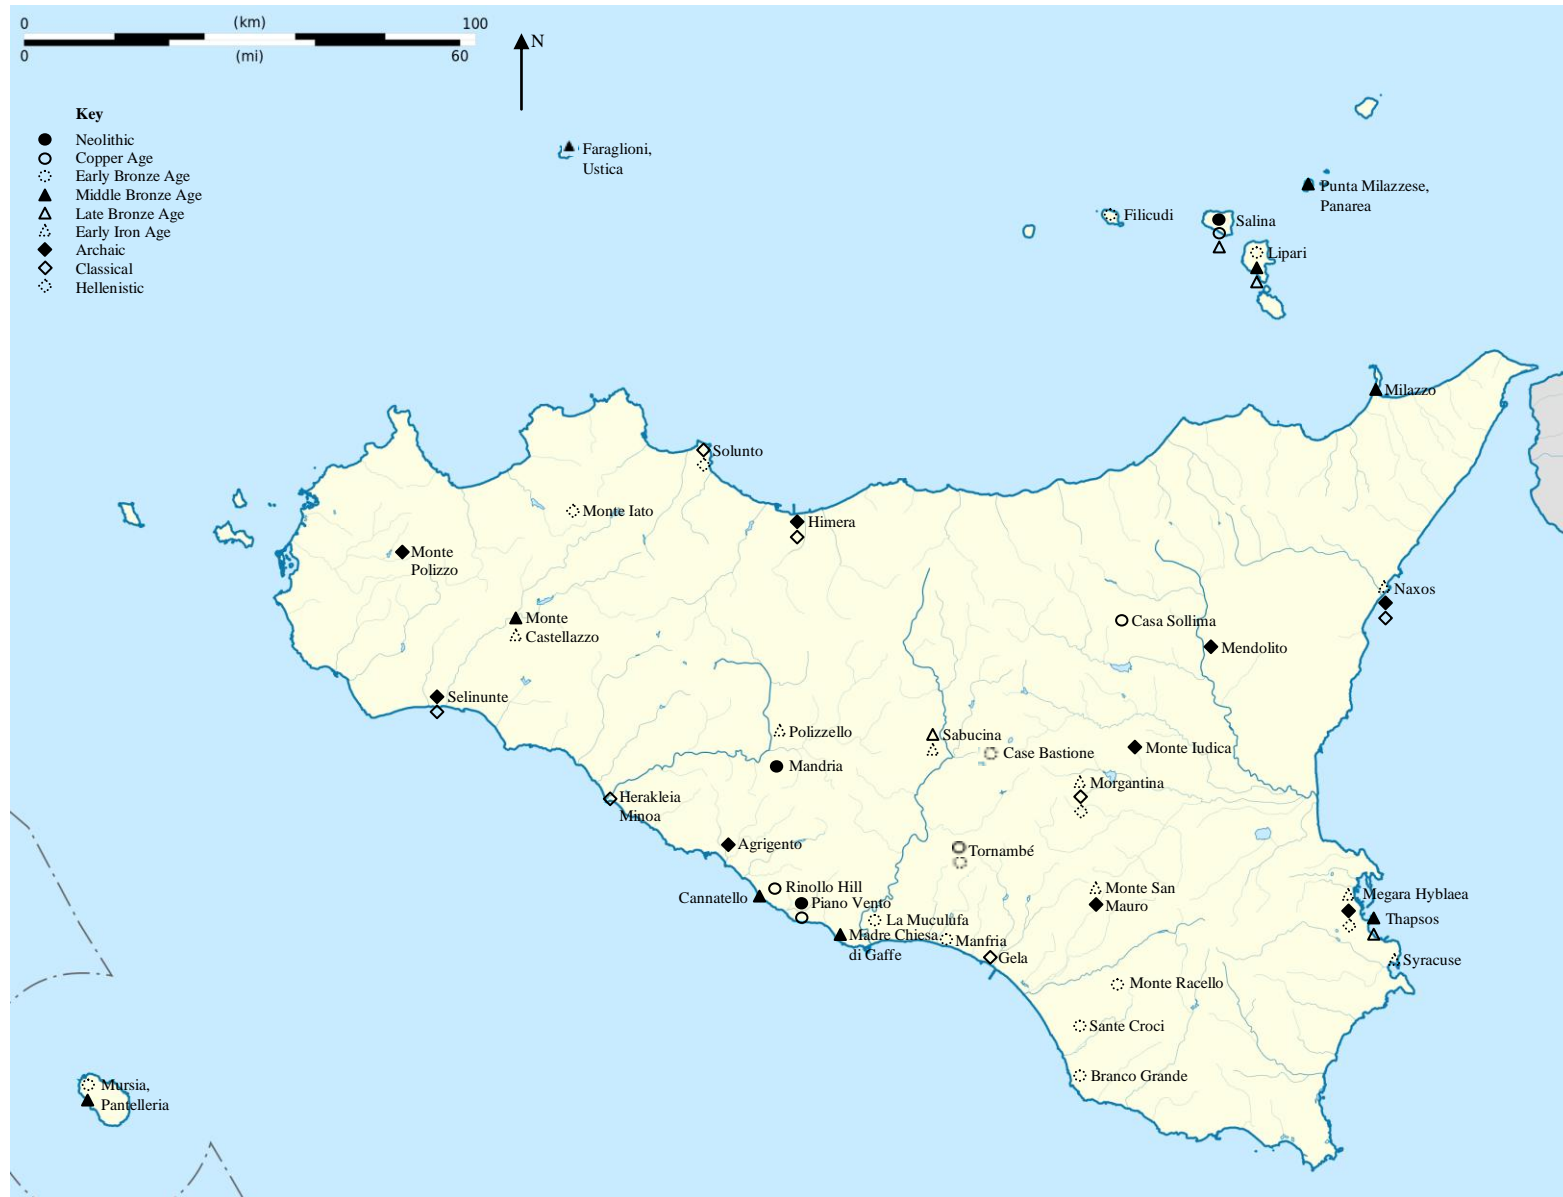 0 (km) 100
0 (mi) 60
N
Key
Neolithic
Copper Age
Early Bronze Age
Middle Bronze Age
Late Bronze Age
Early Iron Age
Archaic
Classical
Hellenistic
Faraglioni,
Ustica
Punta Milazzese,
Panarea
Filicudi
Salina
Lipari
Milazzo
Solunto
Monte Iato
Himera
Monte
Polizzo
Naxos
Monte
Castellazzo
Casa Sollima
Mendolito
Selinunte
Polizzello
Sabucina
Case Bastione
Monte Iudica
Mandria
Morgantina
Herakleia
Minoa
Agrigento
Tornambé
Rinollo Hill
Cannatello
Piano Vento
Monte San
Mauro
Megara Hyblaea
Thapsos
La Muculufa
Madre Chiesa
di Gaffe
Manfria
Gela
Syracuse
Monte Racello
Sante Croci
Branco Grande
Mursia,
Pantelleria